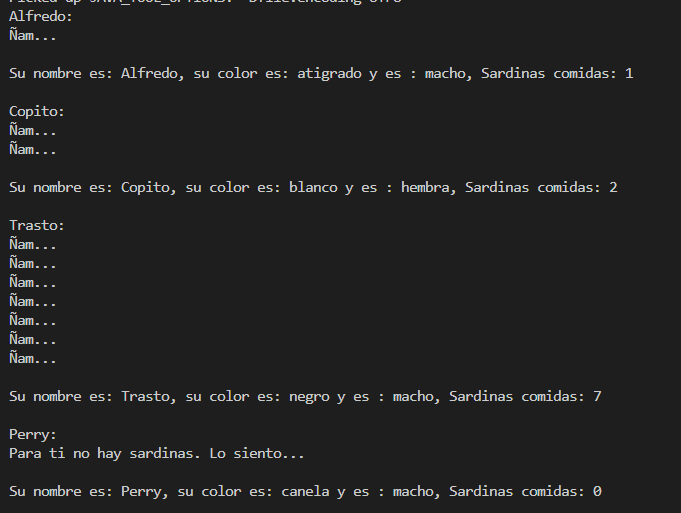 Picked up JAVA_TOOL_OPTIONS:
Alfredo:
Ñam...
Su nombre es: Alfredo, su color es: atigrado y es : macho, Sardinas comidas: 1
Copito:
Ñam...
Ñam...
Su nombre es: Copito, su color es: blanco y es : hembra, Sardinas comidas: 2
Trasto:
Ñam...
Ñam...
Ñam...
Ñam...
Ñam...
Ñam...
Ñam...
Su nombre es: Trasto, su color es: negro y es : macho, Sardinas comidas: 7
Perry:
Para ti no hay sardinas. Lo siento...
Su nombre es: Perry, su color es: canela y es : macho, Sardinas comidas: 0